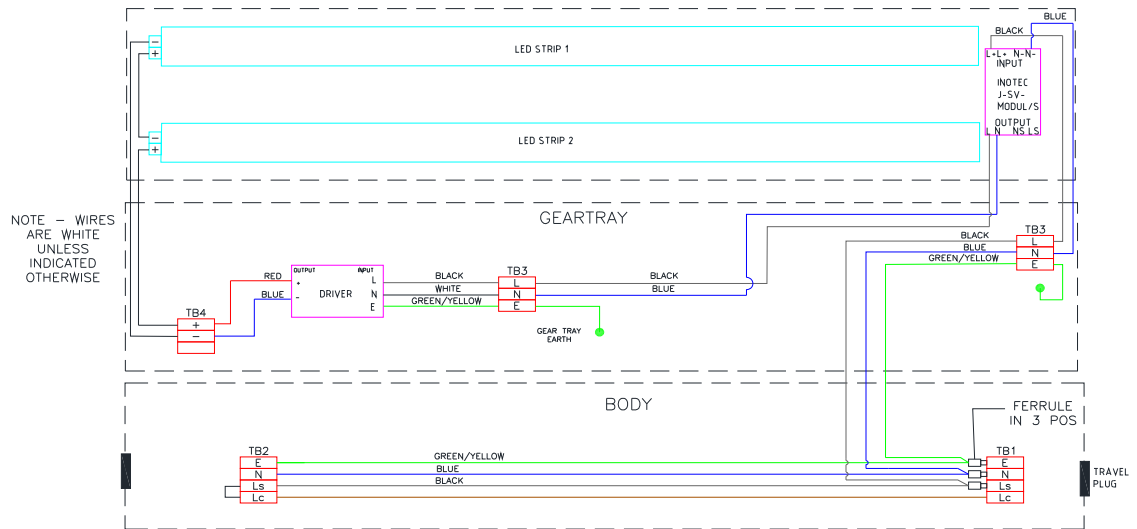 BLUE
BLACK
LED STRIP 1
L+L+ N-N-
INPUT
INOTEC
J-SV-
MODUL/S
OUTPUT
L N NS LS
-
+
LED STRIP 2
-
+
NOTE - WIRES
ARE WHITE
UNLESS
INDICATED
OTHERWISE
GEARTRAY
BLACK
BLUE
GREEN/YELLOW
TB3
L
N
E
RED
BLUE
OUTPUT
INPUT
+
-
DRIVER
L
N
E
BLACK
WHITE
GREEN/YELLOW
TB3
L
N
E
BLACK
BLUE
GEAR TRAY
EARTH
TB4
+
-
BODY
FERRULE
IN 3 POS
TB2
E
N
Ls
Lc
GREEN/YELLOW
BLUE
BLACK
TB1
E
N
Ls
Lc
TRAVEL
PLUG